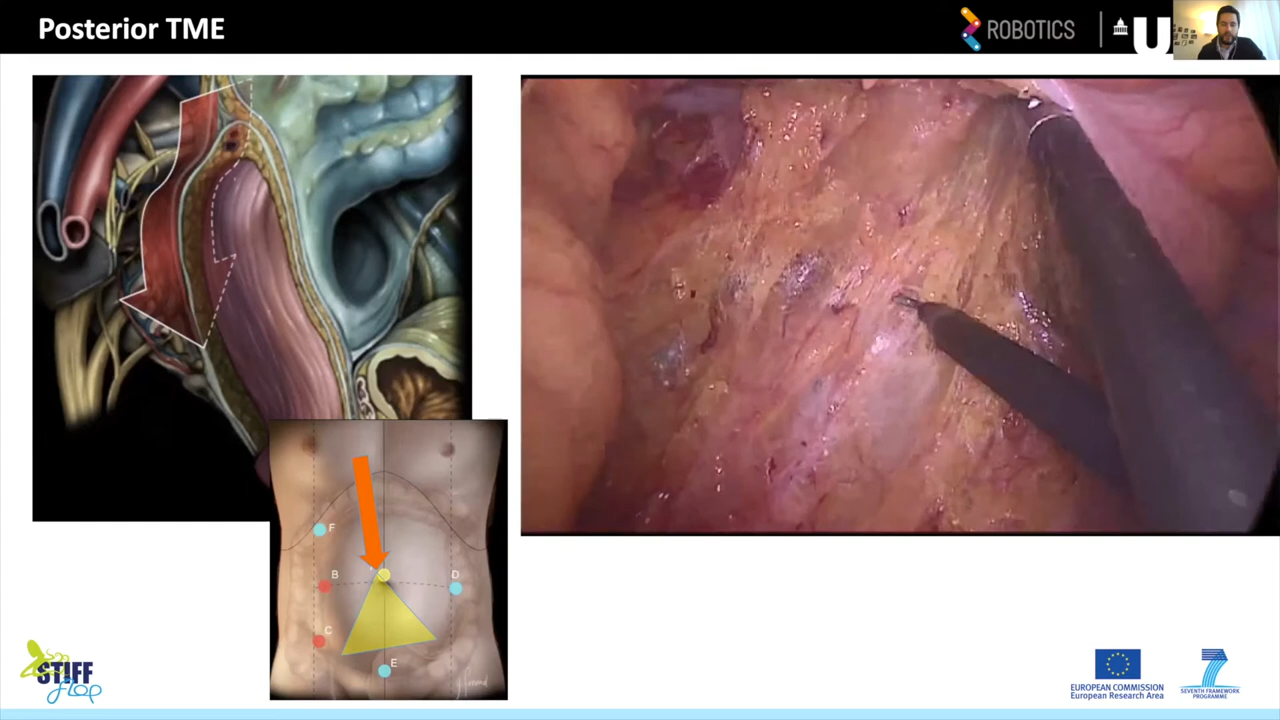 Posterior TME
ROBOTICS
U
F
B
D
C
E
STIFF
flop
EUROPEAN COMMISSION
European Research Area
SEVENTH FRAMEWORK
PROGRAMME